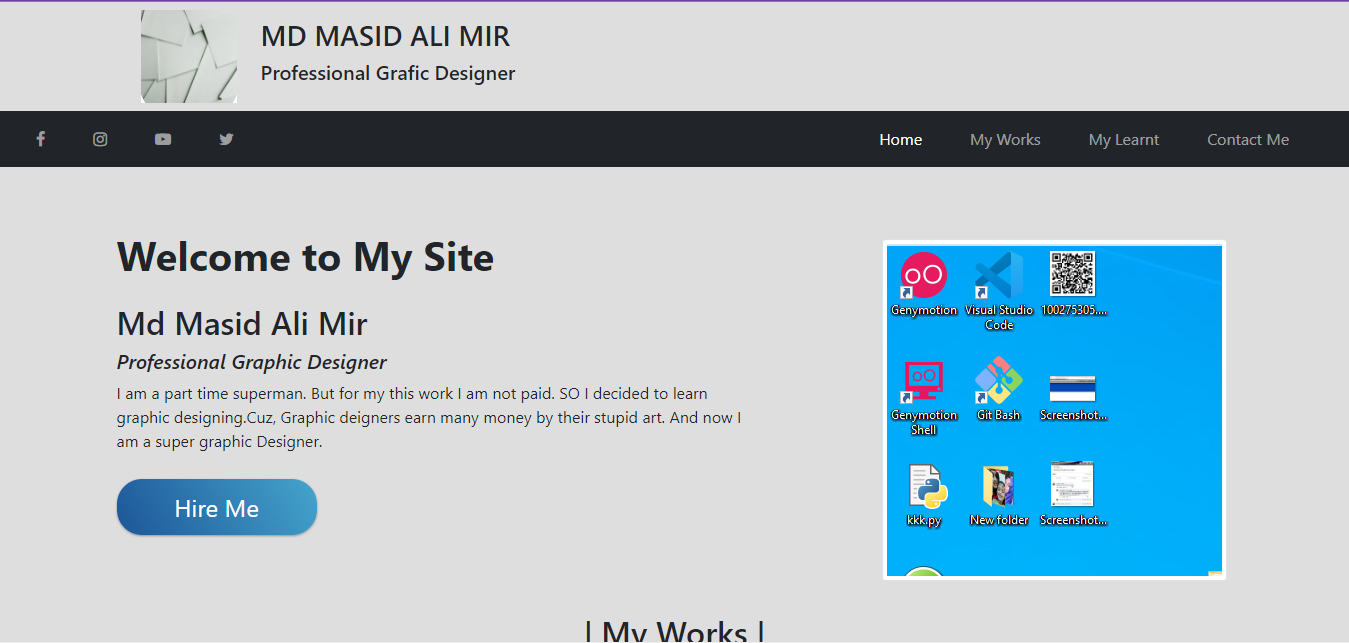 MD MASID ALI MIR
Professional Grafic Designer
Home My Works My Learnt Contact Me
Welcome to My Site
Md Masid Ali Mir
Professional Graphic Designer
I am a part time superman. But for my this work I am not paid. SO I decided to learn
graphic designing.Cuz, Graphic deigners earn many money by their stupid art. And now I
am a super graphic Designer.
Hire Me
Genymotion Visual Studio 100275305....
Code
Genymotion Git Bash Screenshot...
Shell
kkk.py New folder Screenshot...
| My Works |